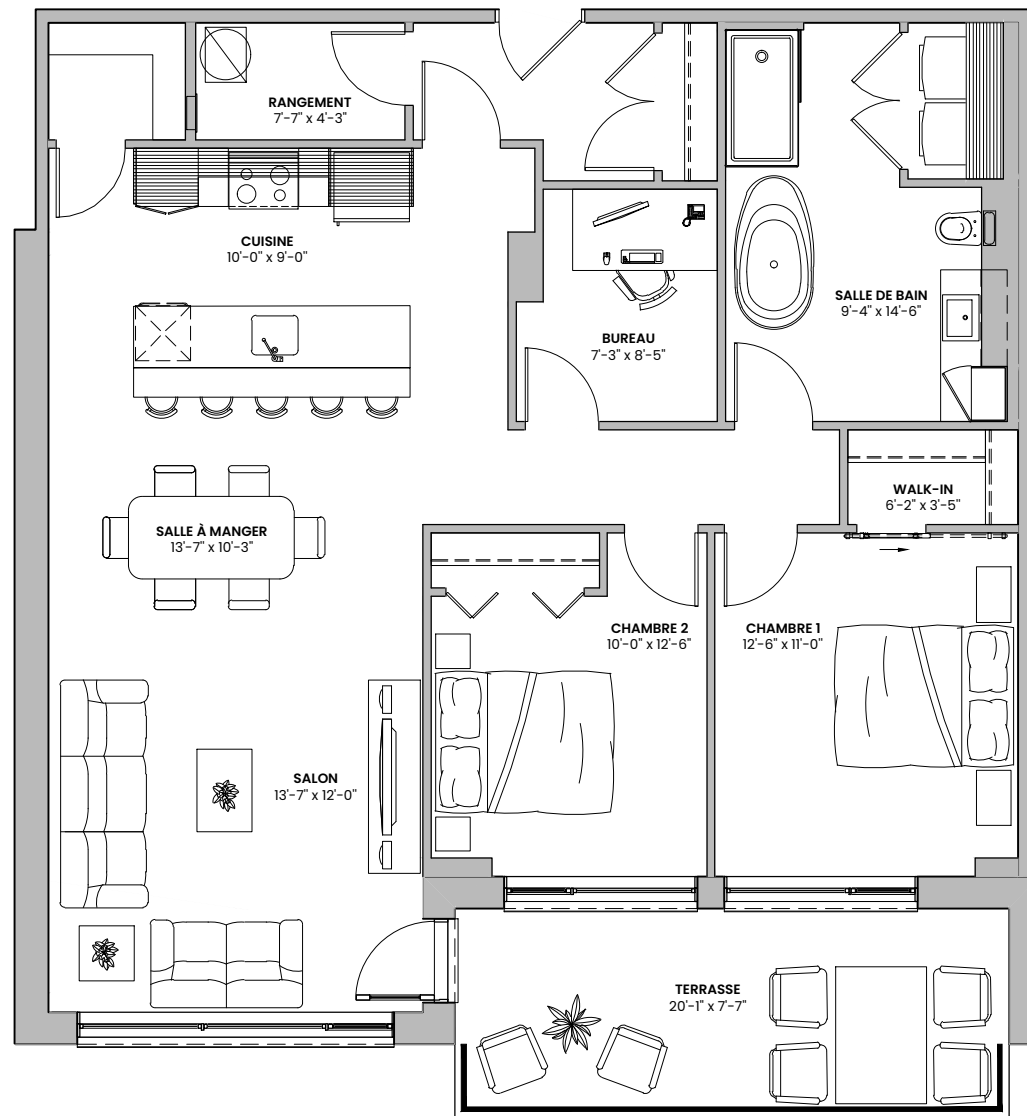 RANGEMENT
7'-7" x 4'-3"
CUISINE
10'-0" x 9'-0"
SALLE DE BAIN
9'-4" x 14'-6"
BUREAU
7'-3" x 8'-5"
WALK-IN
6'-2" x 3'-5"
SALLE À MANGER
13'-7" x 10'-3"
CHAMBRE 2
10'-0" x 12'-6"
CHAMBRE 1
12'-6" x 11'-0"
SALON
13'-7" x 12'-0"
TERRASSE
20'-1" x 7'-7"